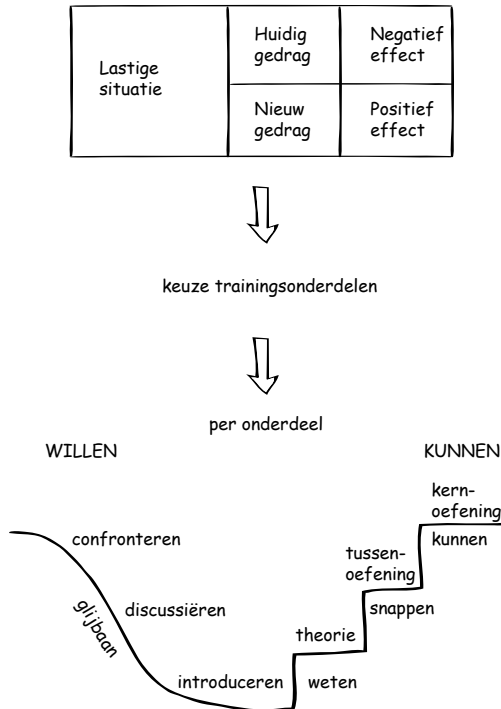 Lastige
situatie
Huidig
gedrag
Negatief
effect
Nieuw
gedrag
Positief
effect
keuze trainingsonderdelen
per onderdeel
WILLEN
KUNNEN
confronteren
discussiëren
glijbaan
introduceren
weten
theorie
snappen
tussen-
oefening
kunnen
kern-
oefening